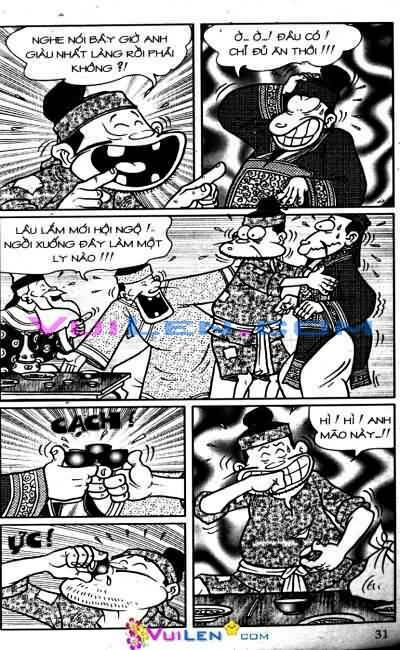 NGHE NÓI BÂY GIỜ ANH
GIÀU NHẤT LÀNG RỒI PHẢI
KHÔNG ?!
Ờ... Ờ...! ĐÂU CÓ !
CHỈ ĐỦ ĂN THÔI !!!
LÂU LẮM MỚI HỘI NGỘ !..
NGỒI XUỐNG ĐÂY LÀM MỘT
LY NÀO !!!
VUILEN.COM
CẠCH !
HÌ ! HÌ ! ANH
MÃO NÀY..!!
ỰC !
VUILEN.COM
31